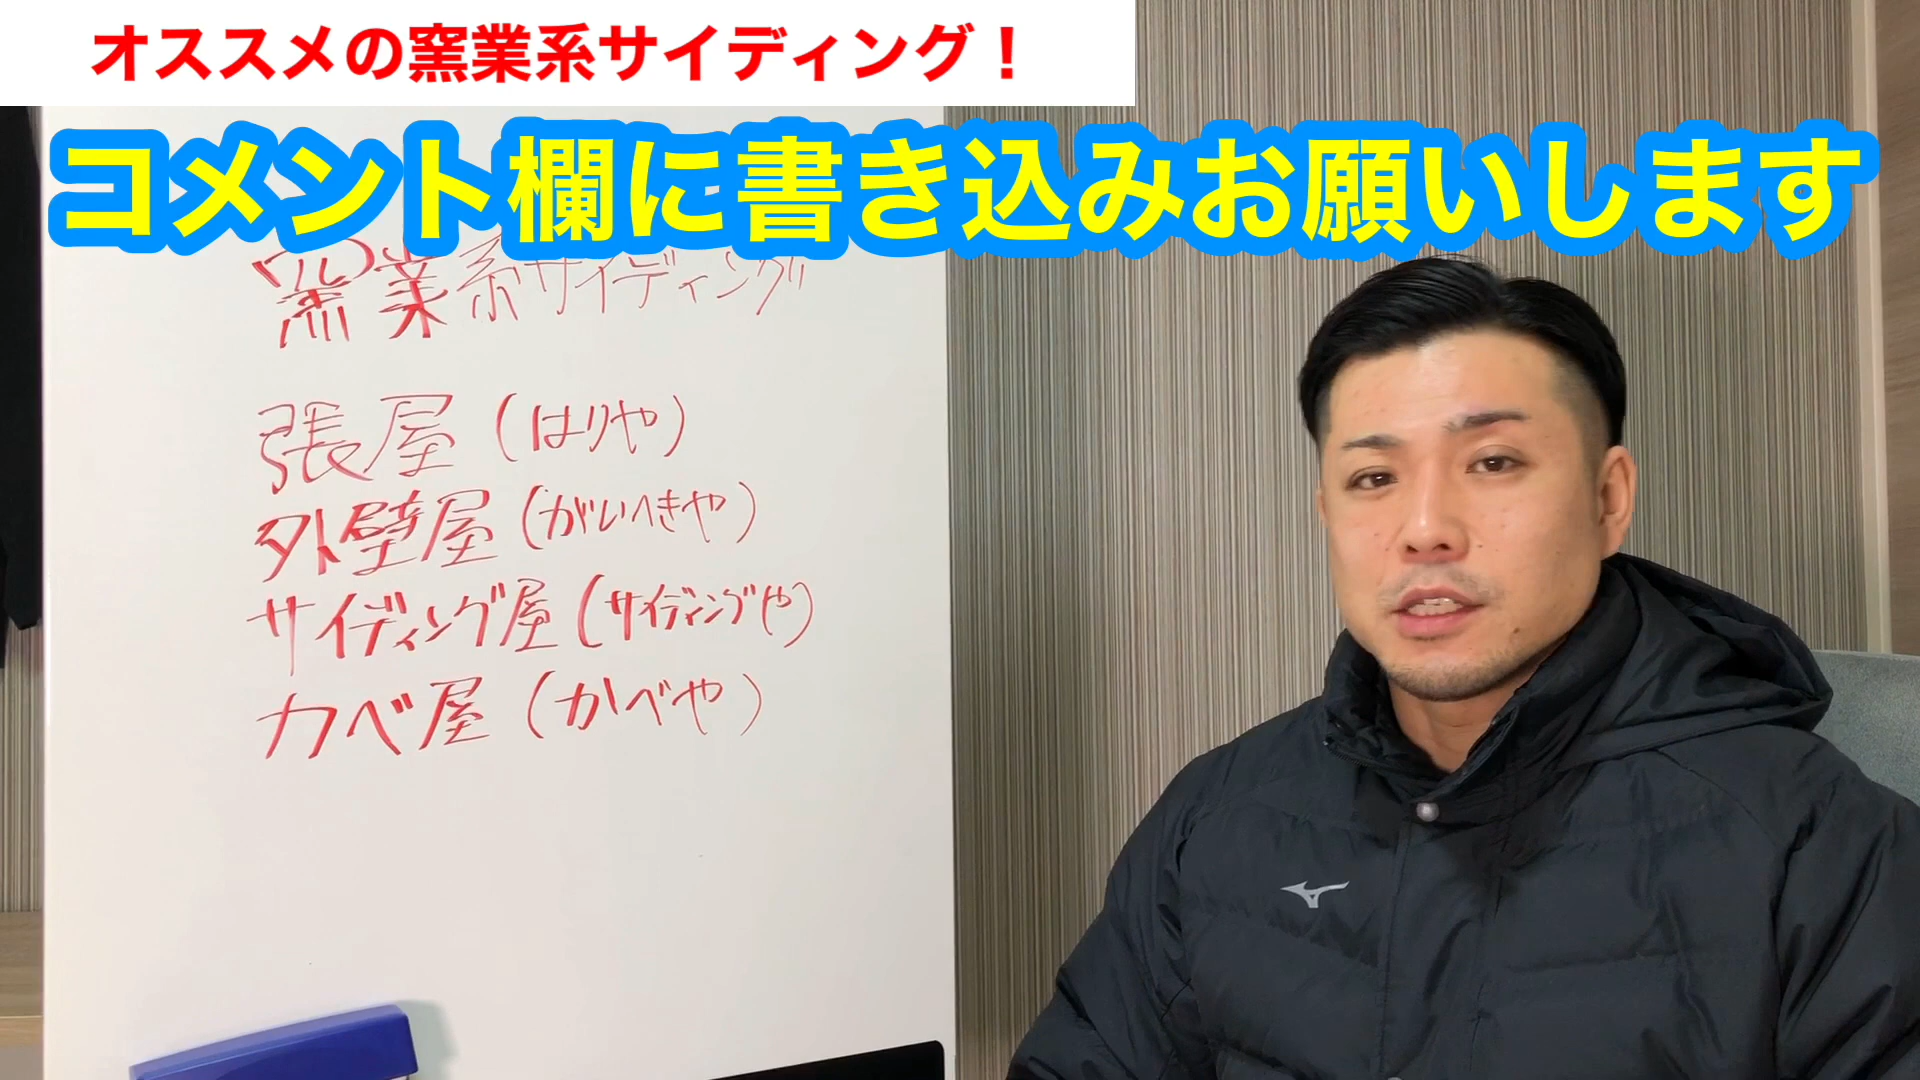 オススメの窯業系サイディング！
コメント欄に書き込みお願いします
窯業系サイディング
張屋(はりや)
外壁屋(がいへきや)
サイディング屋(サイディングや)
カベ屋(かべや)